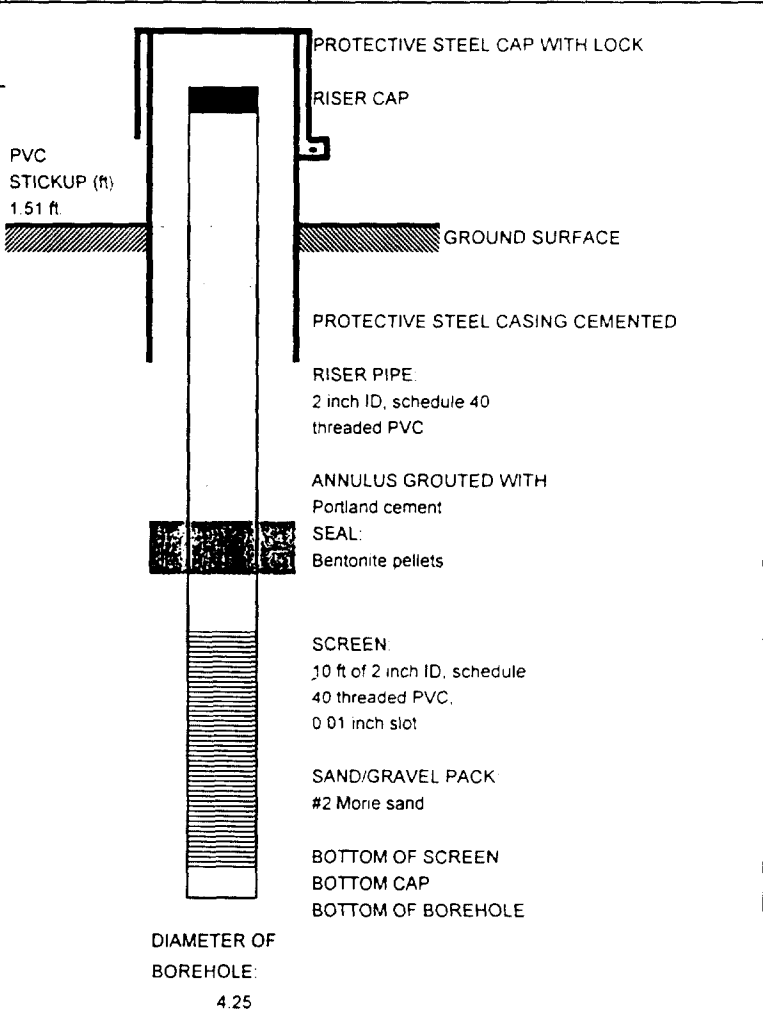 PROTECTIVE STEEL CAP WITH LOCK
RISER CAP
PVC
STICKUP (ft)
1.51 ft.
GROUND SURFACE
PROTECTIVE STEEL CASING CEMENTED
RISER PIPE:
2 inch ID, schedule 40
threaded PVC
ANNULUS GROUTED WITH
Portland cement
SEAL:
Bentonite pellets
SCREEN:
10 ft of 2 inch ID, schedule
40 threaded PVC,
0.01 inch slot
SAND/GRAVEL PACK
#2 Morie sand
BOTTOM OF SCREEN
BOTTOM CAP
BOTTOM OF BOREHOLE
DIAMETER OF
BOREHOLE:
4.25